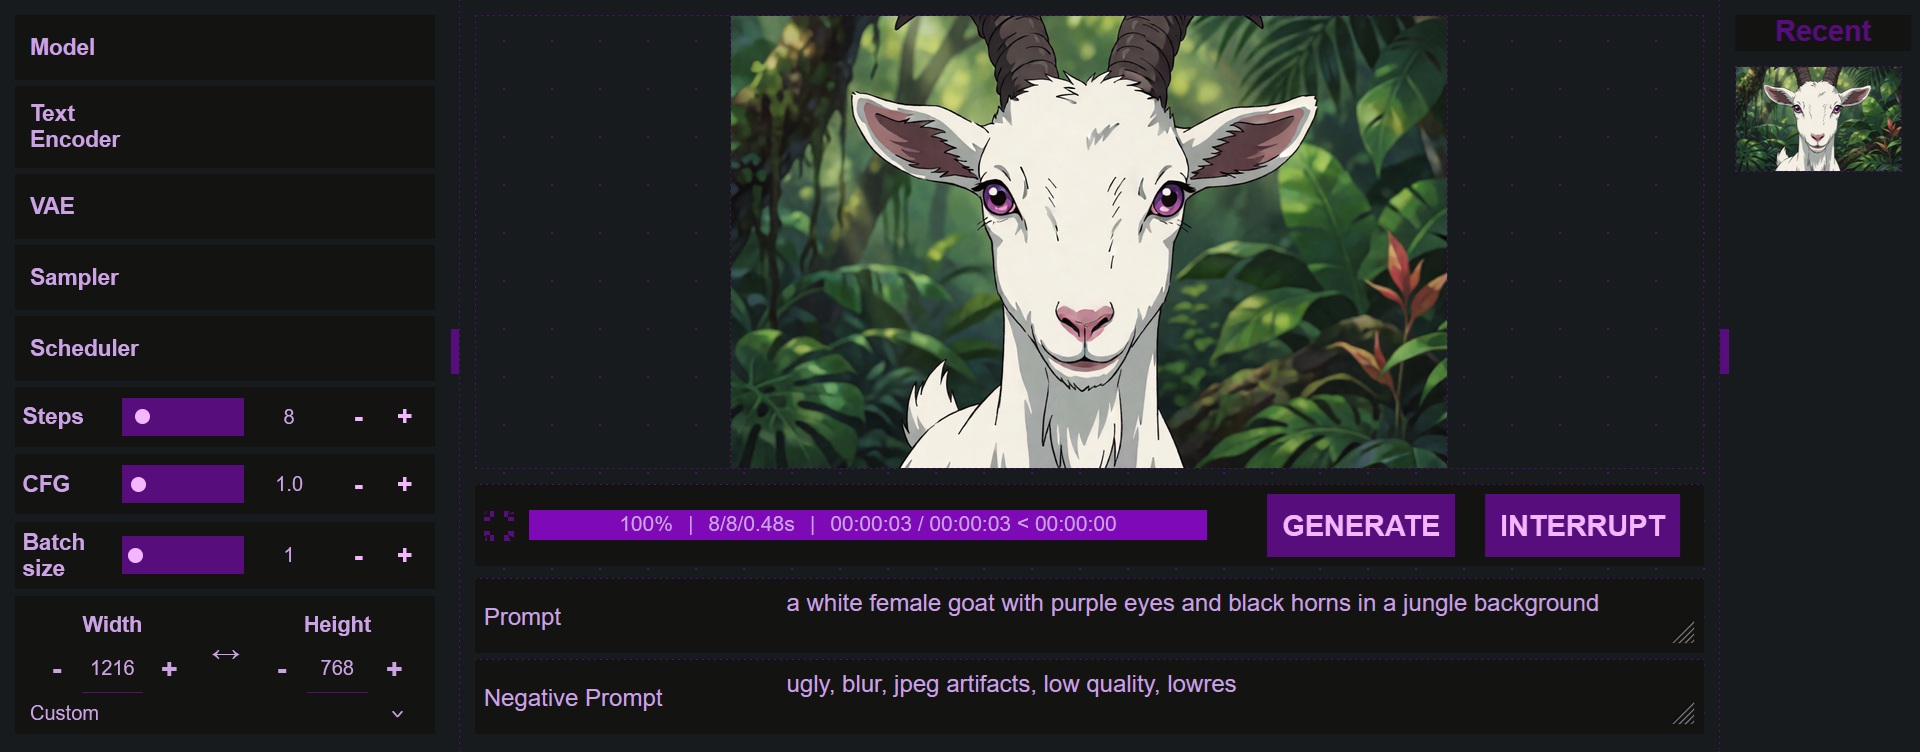 Model
Text
Encoder
VAE
Sampler
Scheduler
Steps 8 - +
CFG 1.0 - +
Batch
size 1 - +
Width Height
- 1216 + ↔ - 768 +
Custom
100% | 8/8/0.48s | 00:00:03 / 00:00:03 < 00:00:00
GENERATE INTERRUPT
Prompt a white female goat with purple eyes and black horns in a jungle background
Negative Prompt ugly, blur, jpeg artifacts, low quality, lowres
Recent